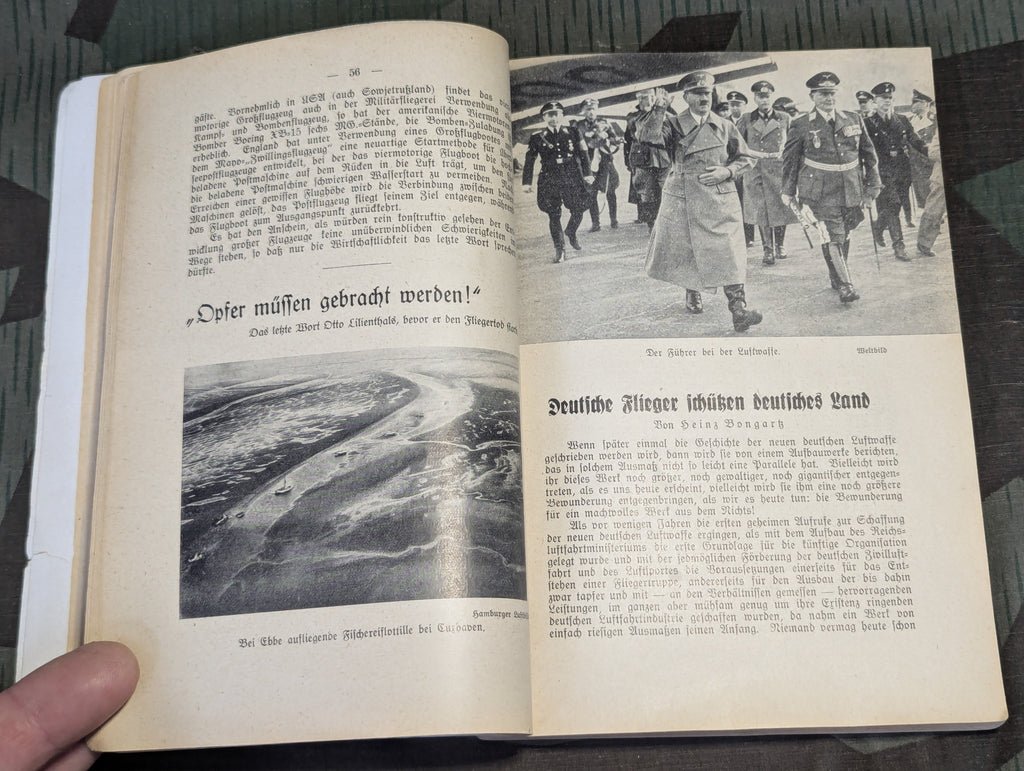 — 56 —
gäste.
Vornehmlich in USA (auch Sowjetrußland) findet das
motorige Großflugzeug auch in der Militärfliegerei Verwendung
Kampf- und Bombenflugzeug, so hat der amerikanische Viermotoren-
Bomber Boeing XB-15 sechs MG.-Stände, die Bomben-Zuladung
erheblich. England hat unter Verwendung eines Großflugbootes
dem Mayo-„Zwillingsflugzeug“ eine neuartige Startmethode für
seepostflugzeuge entwickelt, bei der das viermotorige Flugboot die
beladene Postmaschine auf dem Rücken in die Luft trägt, um den
die beladene Postmaschine schwierigen Wasserstart zu vermeiden.
Erreichen einer gewissen Flughöhe wird die Verbindung zwischen beiden
Maschinen gelöst, das Postflugzeug fliegt seinem Ziel entgegen, während
das Flugboot zum Ausgangspunkt zurückkehrt.
Es hat den Anschein, als würden rein konstruktiv gesehen der
wicklung großer Flugzeuge keine unüberwindlichen Schwierigkeiten im
Wege stehen, so daß nur die Wirtschaftlichkeit das letzte Wort sprechen
dürfte.
„Opfer müssen gebracht werden!“
Das letzte Wort Otto Lilienthals, bevor er den Fliegertod
Hamburger
Bei Ebbe aufliegende Fischereiflottille bei Cuxhaven.
Der Führer bei der Luftwaffe.
Weltbild
Deutsche Flieger schützen deutsches Land
Von Heinz Bongartz
Wenn später einmal die Geschichte der neuen deutschen Luftwaffe
geschrieben werden wird, dann wird sie von einem Aufbauwerke berichten,
das in solchem Ausmaß nicht so leicht eine Parallele hat. Vielleicht wird
ihr dieses Werk noch größer, noch gewaltiger, noch gigantischer entgegen-
treten, als es uns heute erscheint, vielleicht wird sie ihm eine noch größere
Bewunderung entgegenbringen, als wir es heute tun: die Bewunderung
für ein machtvolles Werk aus dem Nichts!
Als vor wenigen Jahren die ersten geheimen Aufrufe zur Schaffung
der neuen deutschen Luftwaffe ergingen, als mit dem Aufbau des Reichs-
luftfahrtministeriums die erste Grundlage für die künftige Organisation
gelegt wurde und mit der jedmöglichen Förderung der deutschen Zivilluft-
fahrt und des Luftsportes die Voraussetzungen einerseits für das Ent-
stehen einer Fliegertruppe, andererseits für den Ausbau der bis dahin
zwar tapfer und mit — an den Verhältnissen gemessen — hervorragenden
Leistungen, im ganzen aber mühsam genug um ihre Existenz ringenden
deutschen Luftfahrtindustrie geschaffen wurden, da nahm ein Werk von
einfach riesigen Ausmaßen seinen Anfang. Niemand vermag heute schon